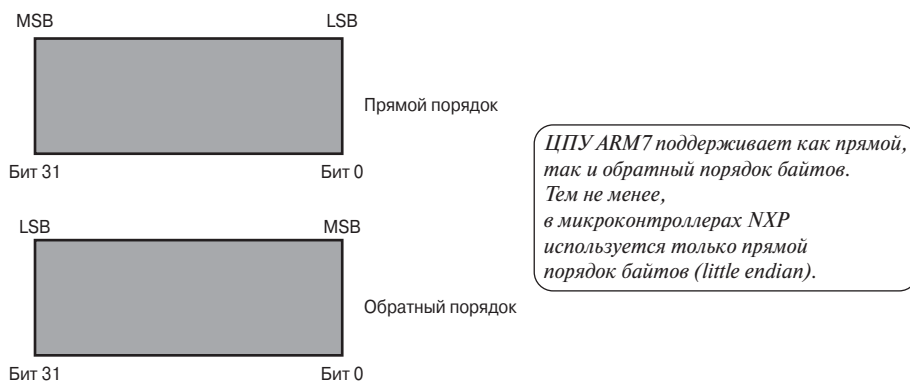 MSB LSB
Прямой порядок
Бит 31 Бит 0
LSB MSB
Обратный порядок
Бит 31 Бит 0
ЦПУ ARM7 поддерживает как прямой,
так и обратный порядок байтов.
Тем не менее,
в микроконтроллерах NXP
используется только прямой
порядок байтов (little endian).